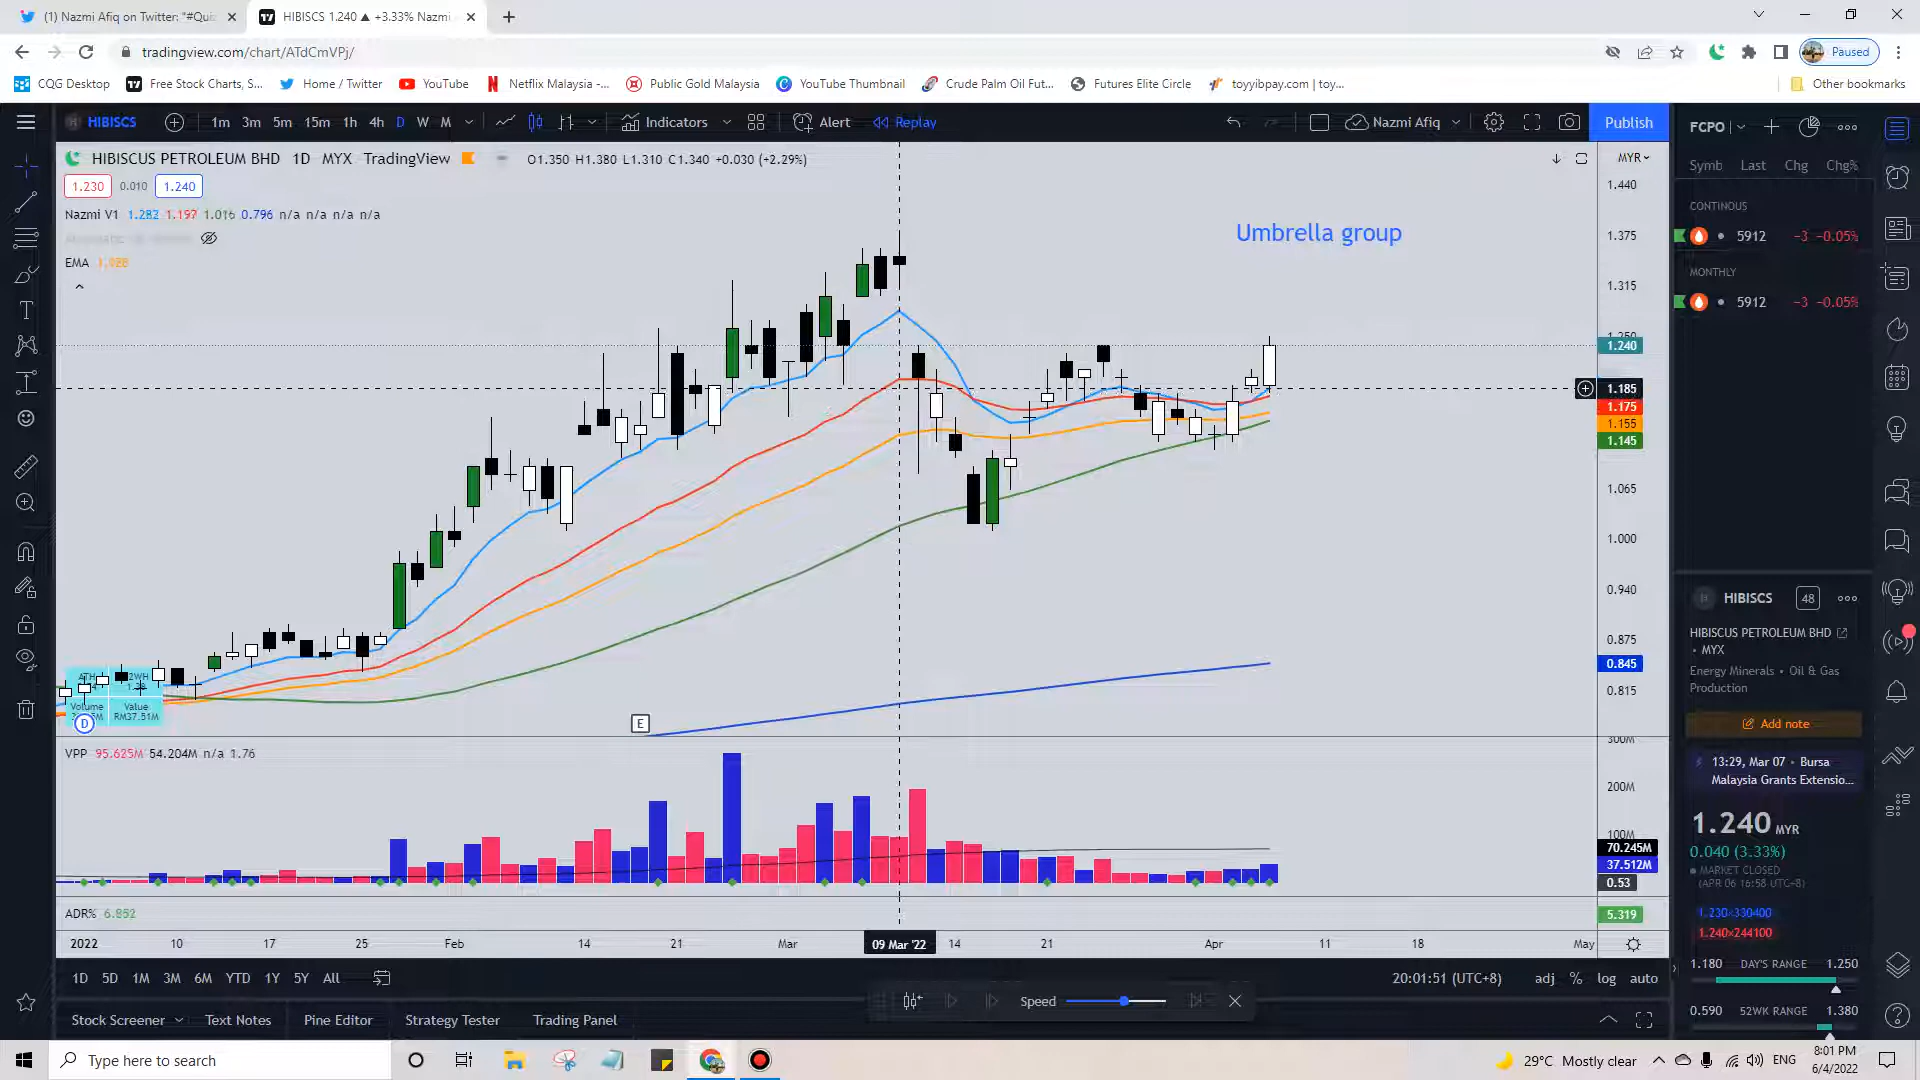 (1) Nazmi Afiq on Twitter: "#Qui
HIBISCS 1.240 ▲ +3.33% Nazmi
tradingview.com/chart/ATdCmVPj/
Paused
CQG Desktop
Free Stock Charts, S...
Home / Twitter
YouTube
Netflix Malaysia -...
Public Gold Malaysia
YouTube Thumbnail
Crude Palm Oil Fut...
Futures Elite Circle
toyyibpay.com | toy...
Other bookmarks
HIBISCS
1m 3m 5m 15m 1h 4h D W M
Indicators
Alert
Replay
Nazmi Afiq
Publish
FCPO
HIBISCUS PETROLEUM BHD 1D MYX TradingView
O1.350 H1.380 L1.310 C1.340 +0.030 (+2.29%)
MYR
1.230 0.010 1.240
Nazmi V1 1.282 1.197 1.016 0.796 n/a n/a n/a n/a
EMA
Umbrella group
1.440
1.375
1.315
1.250
1.240
1.185
1.175
1.155
1.145
1.065
1.000
0.940
0.875
0.845
0.815
Symb Last Chg Chg%
CONTINOUS
5912 −3 −0.05%
MONTHLY
5912 −3 −0.05%
Volume Value
RM37.51M
D
E
VPP 95.625M 54.204M n/a 1.76
300M
200M
100M
70.245M
37.512M
0.53
ADR% 6.852
5.319
2022 10 17 25 Feb 14 21 Mar 09 Mar '22 14 21 Apr 11 18 May
HIBISCS 48
HIBISCUS PETROLEUM BHD
• MYX
Energy Minerals • Oil & Gas
Production
Add note
13:29, Mar 07 • Bursa
Malaysia Grants Extensio...
1.240 MYR
0.040 (3.33%)
MARKET CLOSED
(APR 06 16:58 UTC+8)
1.230×330400
1.240×244100
1.180 DAY'S RANGE 1.250
0.590 52WK RANGE 1.380
1D 5D 1M 3M 6M YTD 1Y 5Y All
20:01:51 (UTC+8)
adj % log auto
Speed
Stock Screener
Text Notes
Pine Editor
Strategy Tester
Trading Panel
Type here to search
29°C Mostly clear
ENG
8:01 PM
6/4/2022